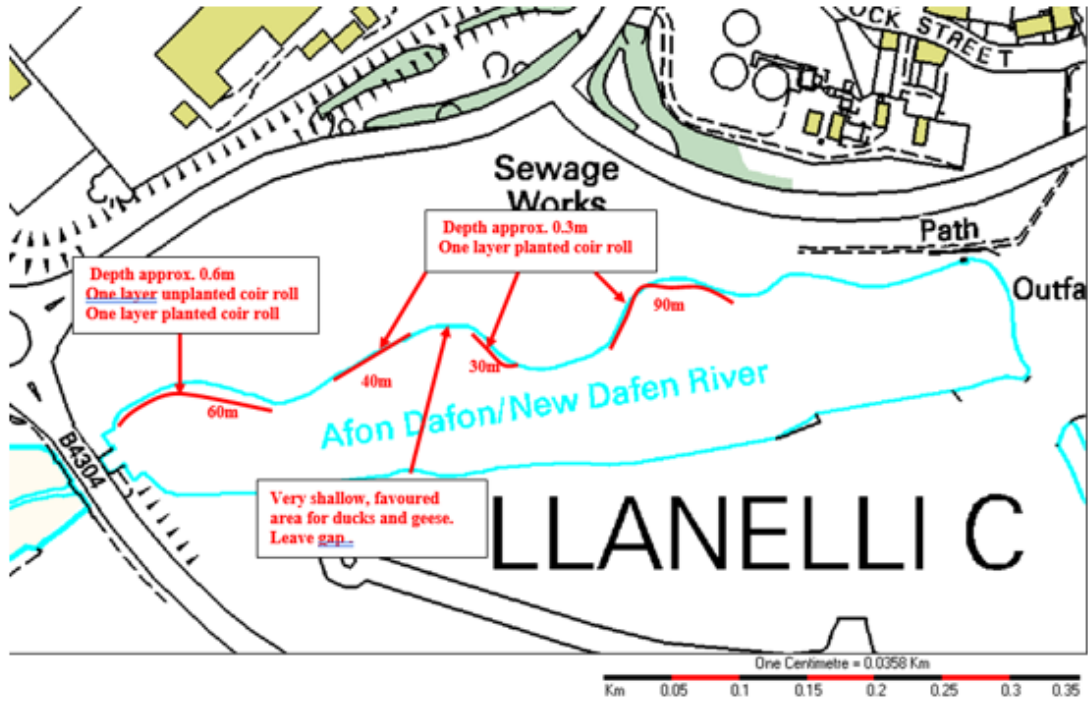 OCK STREET
Sewage
Works
Path
Outfa
Depth approx. 0.3m
One layer planted coir roll
Depth approx. 0.6m
One layer unplanted coir roll
One layer planted coir roll
90m
40m
30m
60m
Afon Dafon/New Dafen River
B4304
Very shallow, favoured
area for ducks and geese.
Leave gap .
LLANELLI C
One Centimetre = 0.0358 Km
Km 0.05 0.1 0.15 0.2 0.25 0.3 0.35